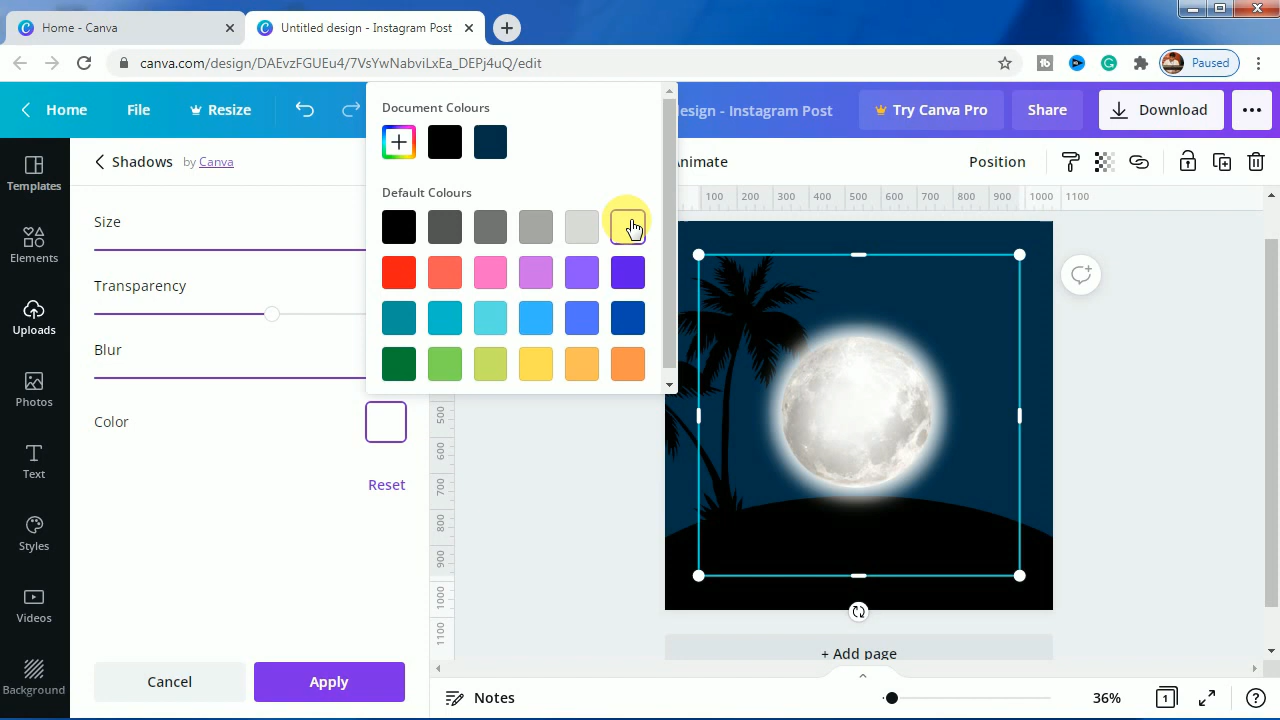 Home - Canva
Untitled design - Instagram Post
canva.com/design/DAEvzFGUEu4/7VsYwNabviLxEa_DEPj4uQ/edit
Paused
Home
File
Resize
design - Instagram Post
Try Canva Pro
Share
Download
Templates
Elements
Uploads
Photos
Text
Styles
Videos
Background
Shadows by Canva
Size
Transparency
Blur
Color
Reset
Cancel
Apply
Document Colours
Default Colours
Animate
Position
100 200 300 400 500 600 700 800 900 1000 1100
500
600
700
800
900
1000
1100
+ Add page
Notes
36%
1